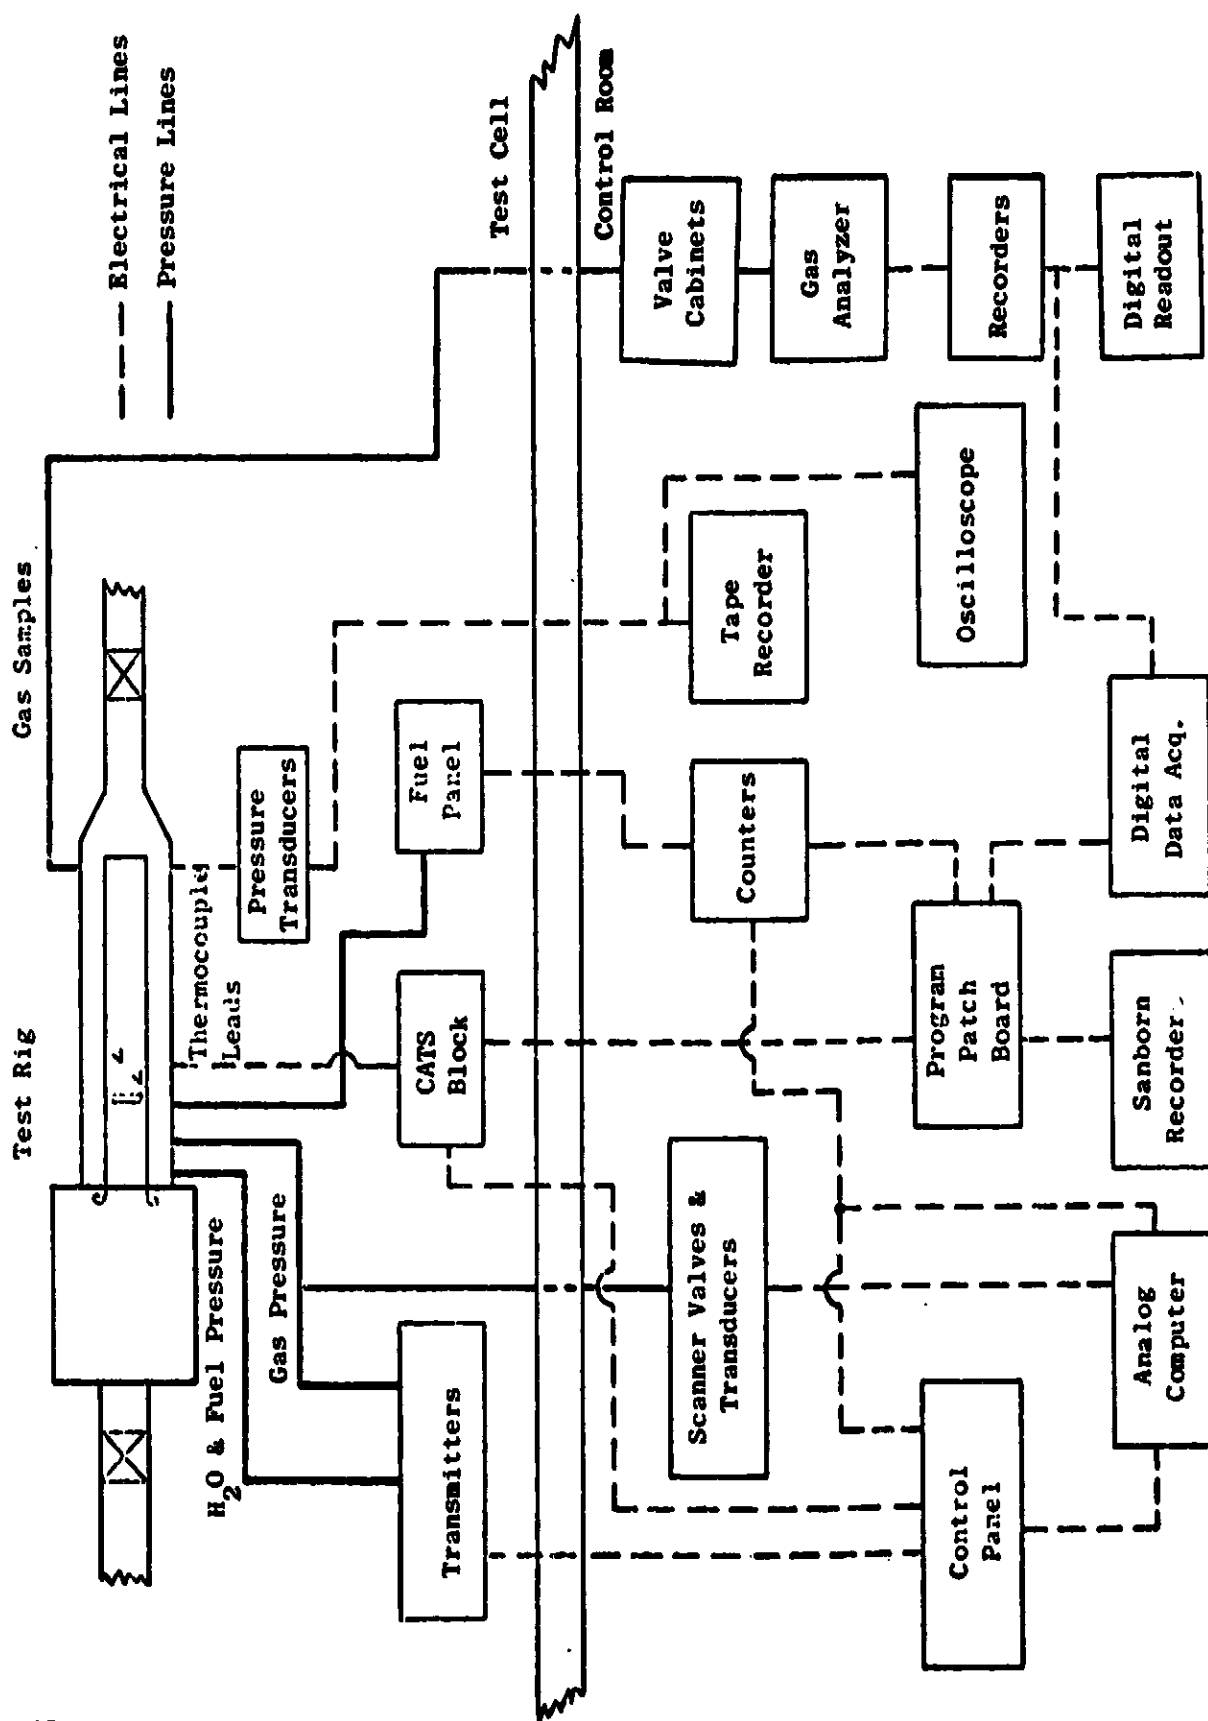 Test Rig
Gas Samples
Electrical Lines
Pressure Lines
H2O & Fuel Pressure
Gas Pressure
Thermocouple
Leads
Pressure
Transducers
Transmitters
CATS
Block
Fuel
Panel
Test Cell
Control Room
Scanner Valves &
Transducers
Counters
Tape
Recorder
Valve
Cabinets
Gas
Analyzer
Control
Panel
Program
Patch
Board
Oscilloscope
Recorders
Analog
Computer
Sanborn
Recorder
Digital
Data Acq.
Digital
Readout